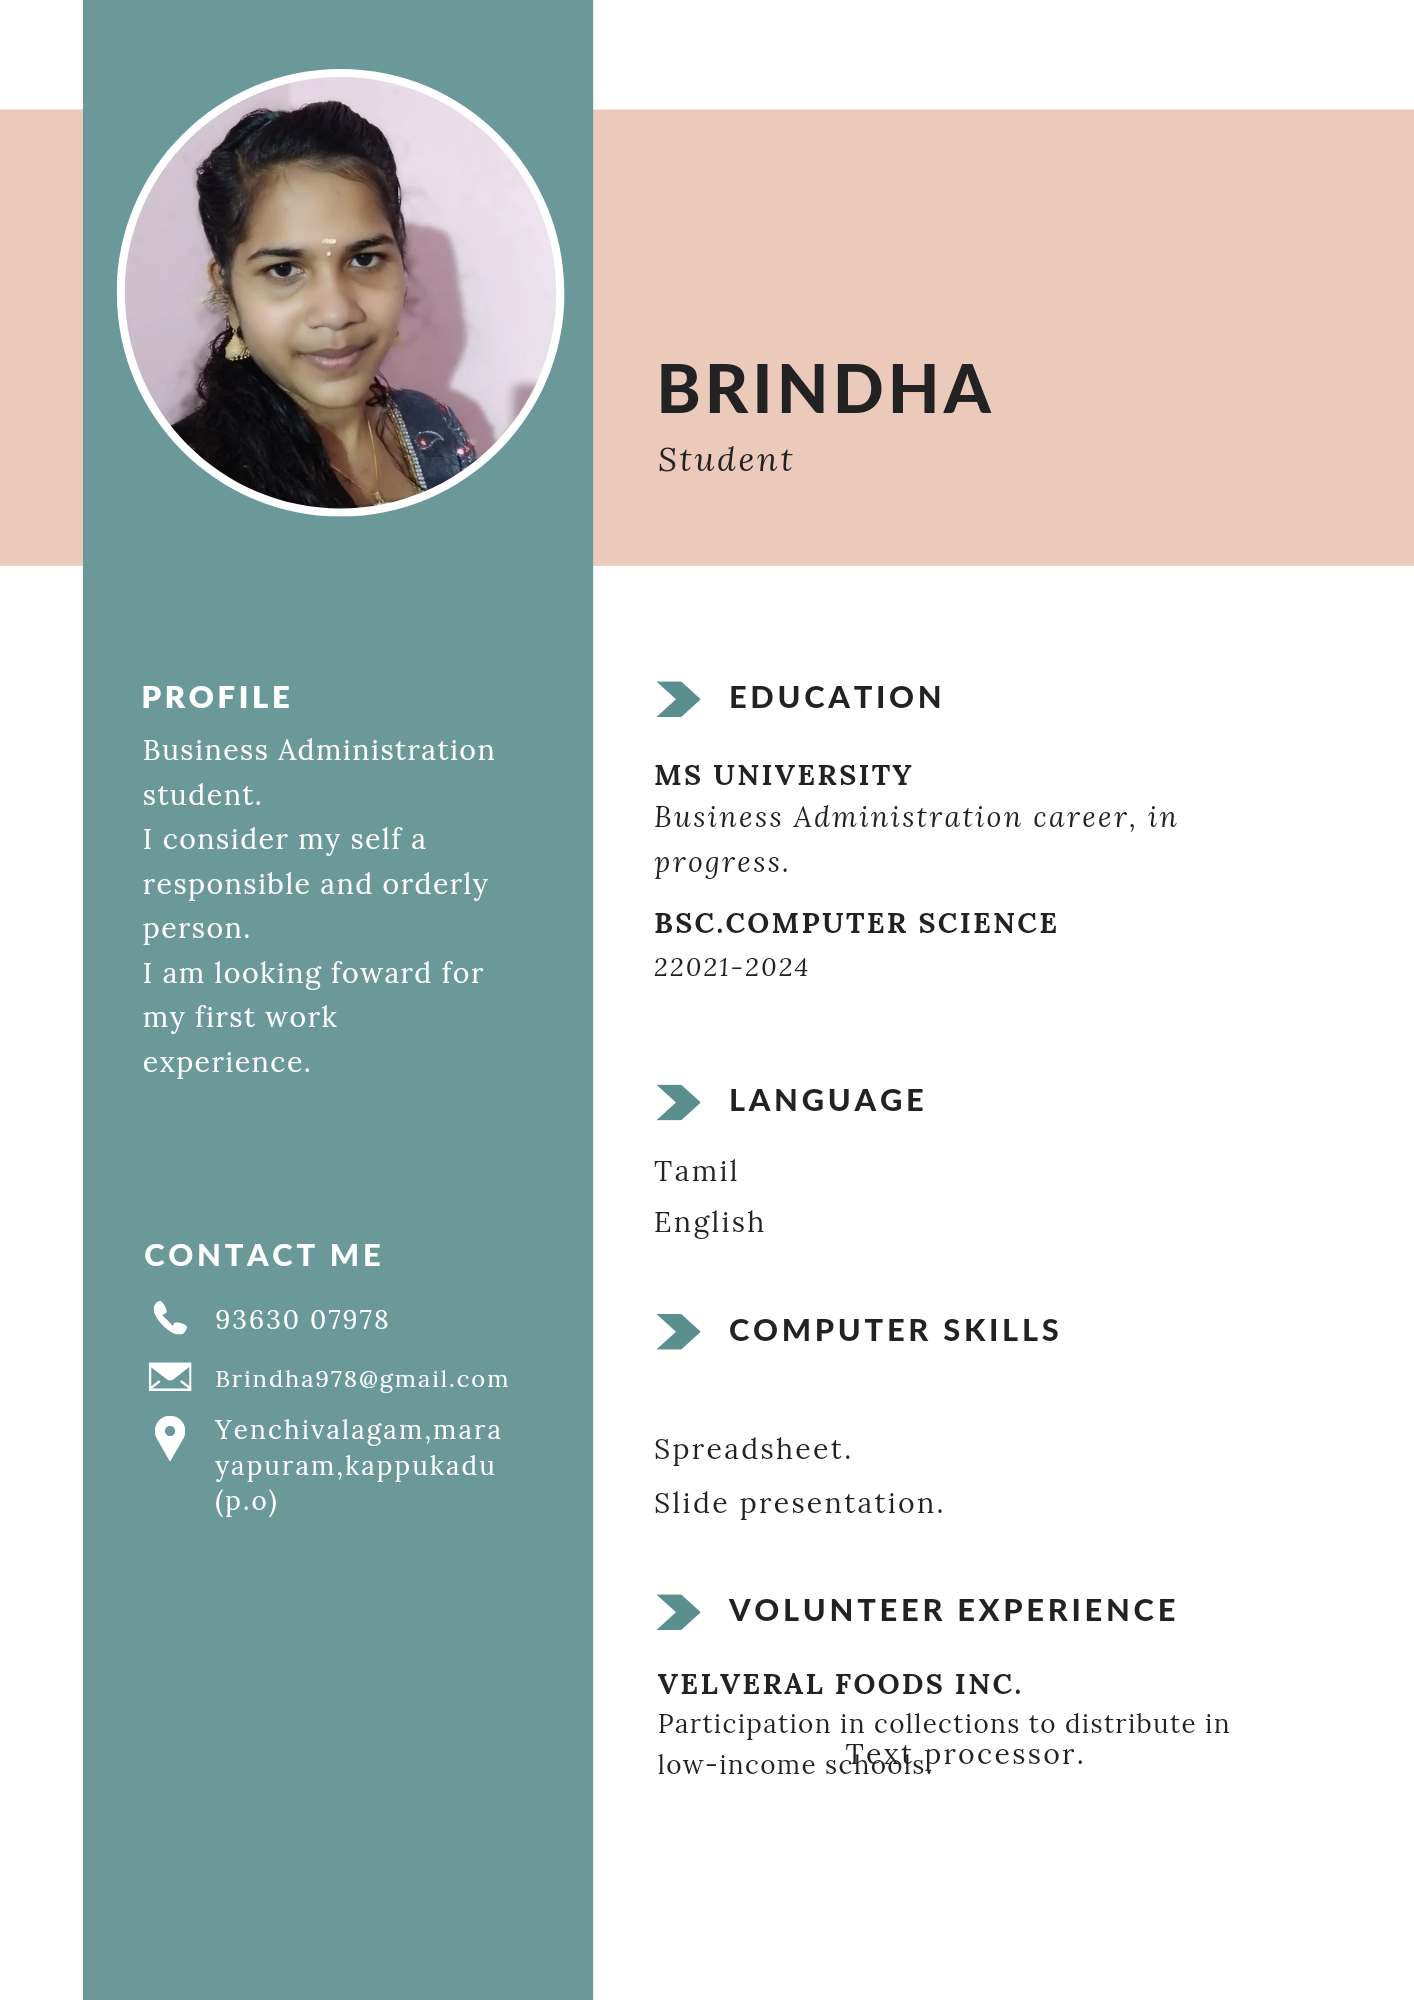 BRINDHA
Student
PROFILE
Business Administration
student.
I consider my self a
responsible and orderly
person.
I am looking foward for
my first work
experience.
CONTACT ME
93630 07978
Brindha978@gmail.com
Yenchivalagam,mara
yapuram,kappukadu
(p.o)
EDUCATION
MS UNIVERSITY
Business Administration career, in
progress.
BSC.COMPUTER SCIENCE
22021-2024
LANGUAGE
Tamil
English
COMPUTER SKILLS
Spreadsheet.
Slide presentation.
VOLUNTEER EXPERIENCE
VELVERAL FOODS INC.
Participation in collections to distribute in
low-income schools.
Text processor.